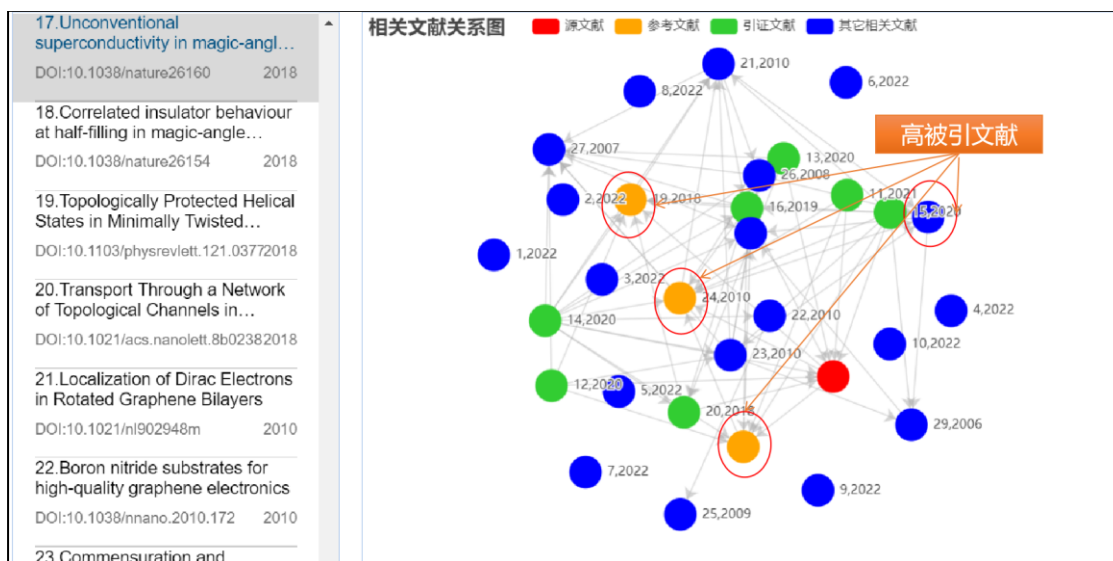 17.Unconventional
superconductivity in magic-angl...
DOI:10.1038/nature26160 2018
18.Correlated insulator behaviour
at half-filling in magic-angle...
DOI:10.1038/nature26154 2018
19.Topologically Protected Helical
States in Minimally Twisted...
DOI:10.1103/physrevlett.121.03772018
20.Transport Through a Network
of Topological Channels in...
DOI:10.1021/acs.nanolett.8b02382018
21.Localization of Dirac Electrons
in Rotated Graphene Bilayers
DOI:10.1021/nl902948m 2010
22.Boron nitride substrates for
high-quality graphene electronics
DOI:10.1038/nnano.2010.172 2010
23.Commensuration and
相关文献关系图
源文献 参考文献 引证文献 其它相关文献
21,2010
6,2022
8,2022
高被引文献
27,2007
13,2020
26,2008
2,2022
19,2018
11,2021
16,2019
15,2020
1,2022
3,2022
24,2010
4,2022
14,2020
22,2010
10,2022
23,2010
12,2020
5,2022
20,2018
29,2006
7,2022
9,2022
25,2009